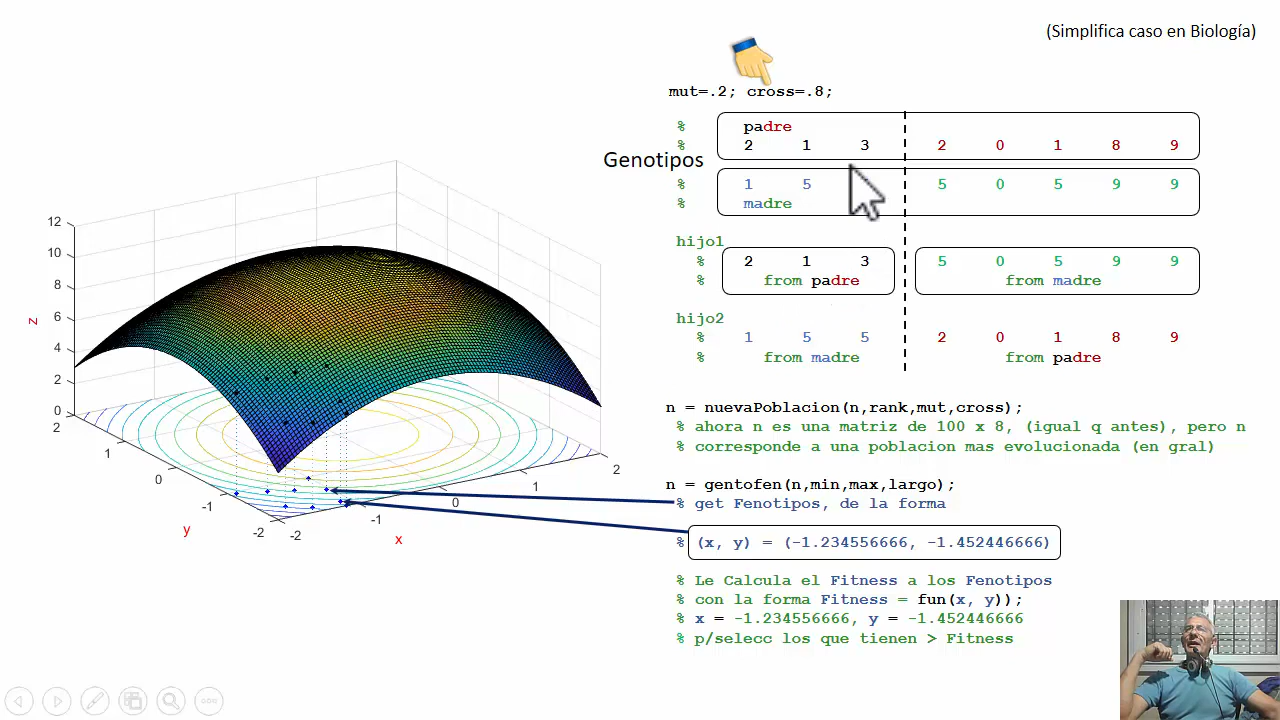 (Simplifica caso en Biología)
mut=.2; cross=.8;
% padre
% 2 1 3 2 0 1 8 9
Genotipos
% 1 5 5 0 5 9 9
% madre
hijo1
% 2 1 3 5 0 5 9 9
% from padre from madre
hijo2
% 1 5 5 2 0 1 8 9
% from madre from padre
n = nuevaPoblacion(n,rank,mut,cross);
% ahora n es una matriz de 100 x 8, (igual q antes), pero n
% corresponde a una poblacion mas evolucionada (en gral)
n = gentofen(n,min,max,largo);
% get Fenotipos, de la forma
% (x, y) = (-1.234556666, -1.452446666)
% Le Calcula el Fitness a los Fenotipos
% con la forma Fitness = fun(x, y));
% x = -1.234556666, y = -1.452446666
% p/selecc los que tienen > Fitness
12
10
8
6
4
2
0
z
2
1
0
-1
-2
y
-2
-1
0
1
2
x